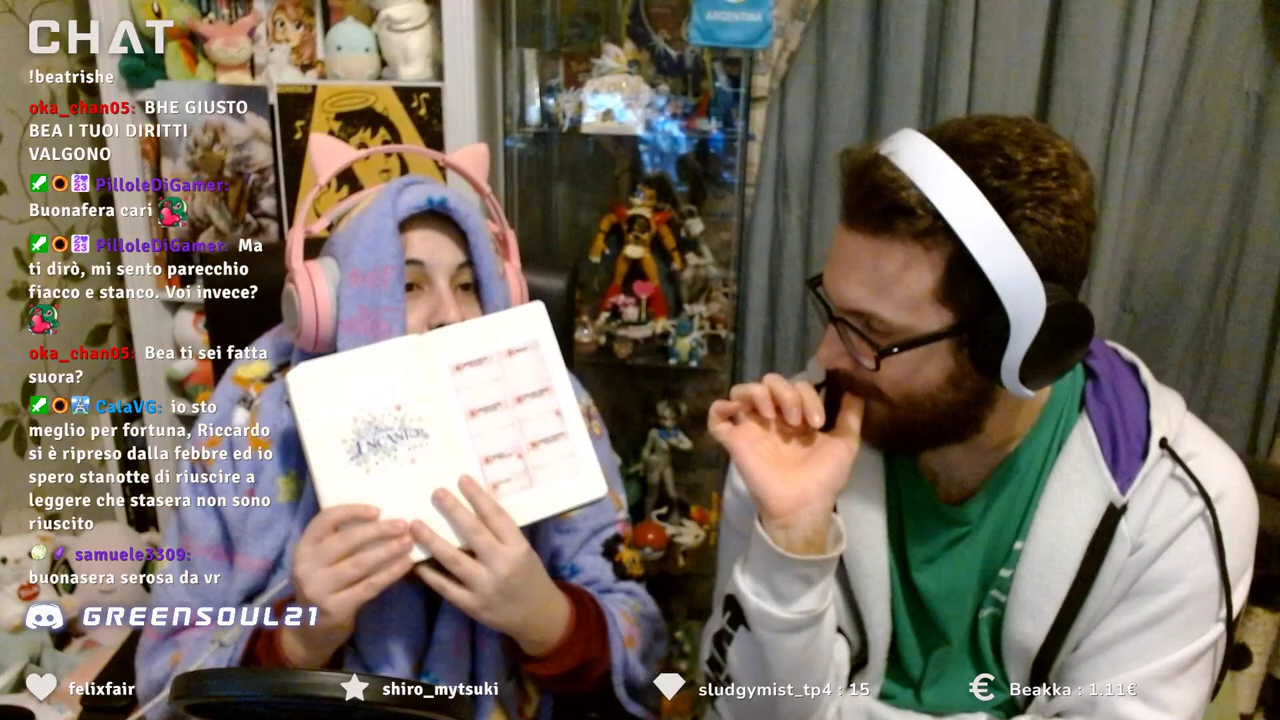 CHAT
!beatrishe
oka_chan05: BHE GIUSTO
BEA I TUOI DIRITTI
VALGONO
PilloleDiGamer:
Buonafera cari
PilloleDiGamer: Ma
ti dirò, mi sento parecchio
fiacco e stanco. Voi invece?
oka_chan05: Bea ti sei fatta
suora?
CalaVG: io sto
meglio per fortuna, Riccardo
si è ripreso dalla febbre ed io
spero stanotte di riuscire a
leggere che stasera non sono
riuscito
samuele3309:
buonasera serosa da vr
GREENSOUL21
felixfair
shiro_mytsuki
sludgymist_tp4 : 15
Beakka : 1.11€
ARGENTINA
ENCANTO